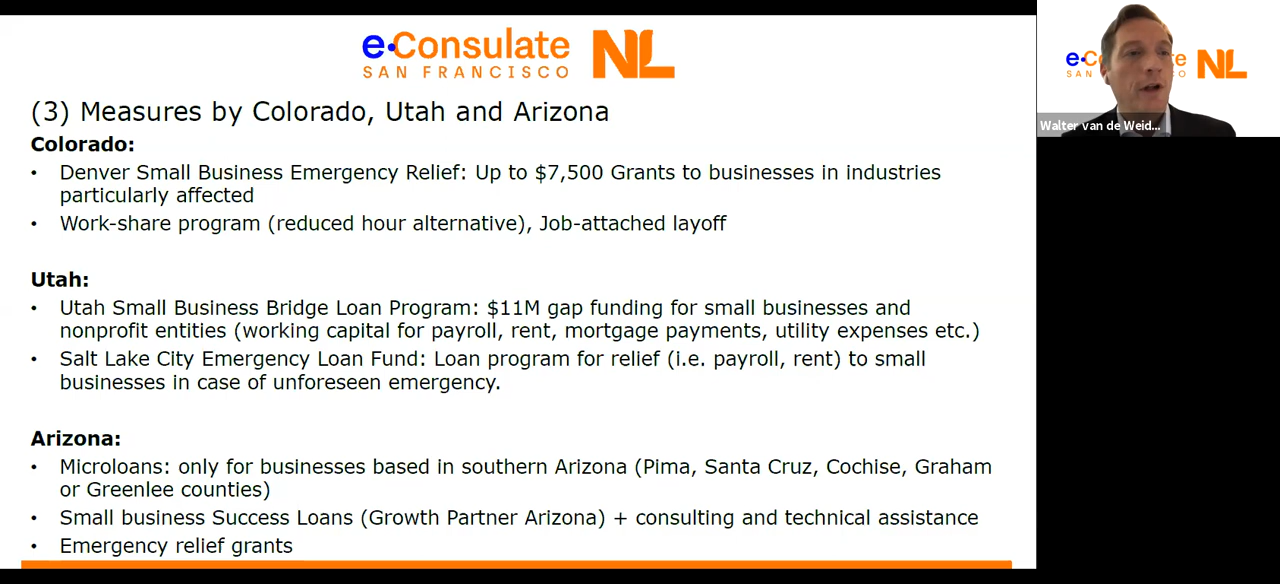 e·Consulate NL
SAN FRANCISCO
(3) Measures by Colorado, Utah and Arizona
Colorado:
• Denver Small Business Emergency Relief: Up to $7,500 Grants to businesses in industries
particularly affected
• Work-share program (reduced hour alternative), Job-attached layoff
Utah:
• Utah Small Business Bridge Loan Program: $11M gap funding for small businesses and
nonprofit entities (working capital for payroll, rent, mortgage payments, utility expenses etc.)
• Salt Lake City Emergency Loan Fund: Loan program for relief (i.e. payroll, rent) to small
businesses in case of unforeseen emergency.
Arizona:
• Microloans: only for businesses based in southern Arizona (Pima, Santa Cruz, Cochise, Graham
or Greenlee counties)
• Small business Success Loans (Growth Partner Arizona) + consulting and technical assistance
• Emergency relief grants
e·C te NL
SAN CO
Walter van de Weid...